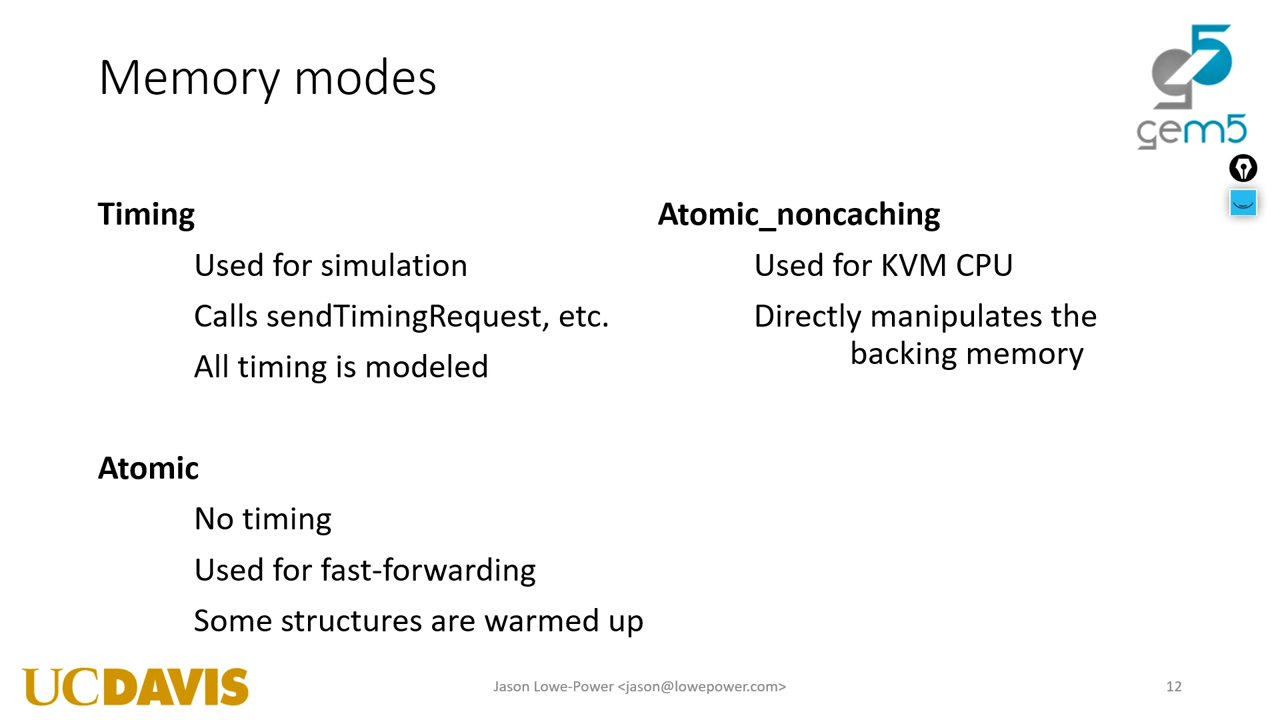 Memory modes
gem5
Timing
Used for simulation
Calls sendTimingRequest, etc.
All timing is modeled
Atomic
No timing
Used for fast-forwarding
Some structures are warmed up
Atomic_noncaching
Used for KVM CPU
Directly manipulates the
backing memory
UCDAVIS
Jason Lowe-Power <jason@lowepower.com>
12